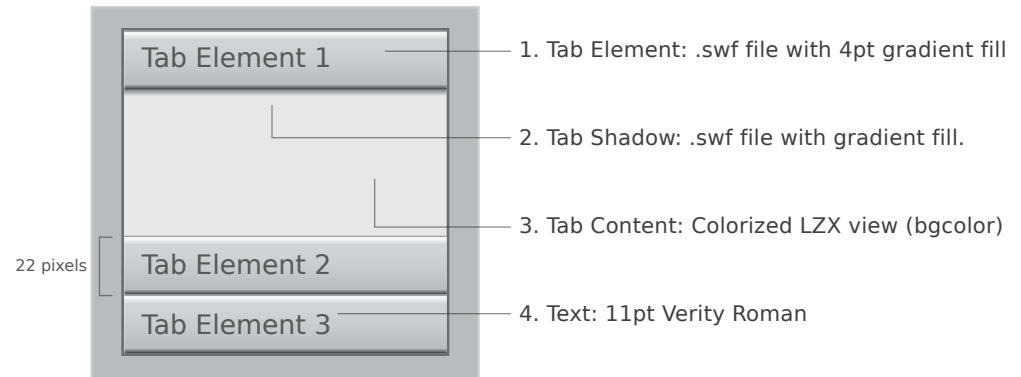 Tab Element 1
1. Tab Element: .swf file with 4pt gradient fill
2. Tab Shadow: .swf file with gradient fill.
3. Tab Content: Colorized LZX view (bgcolor)
22 pixels
Tab Element 2
Tab Element 3
4. Text: 11pt Verity Roman